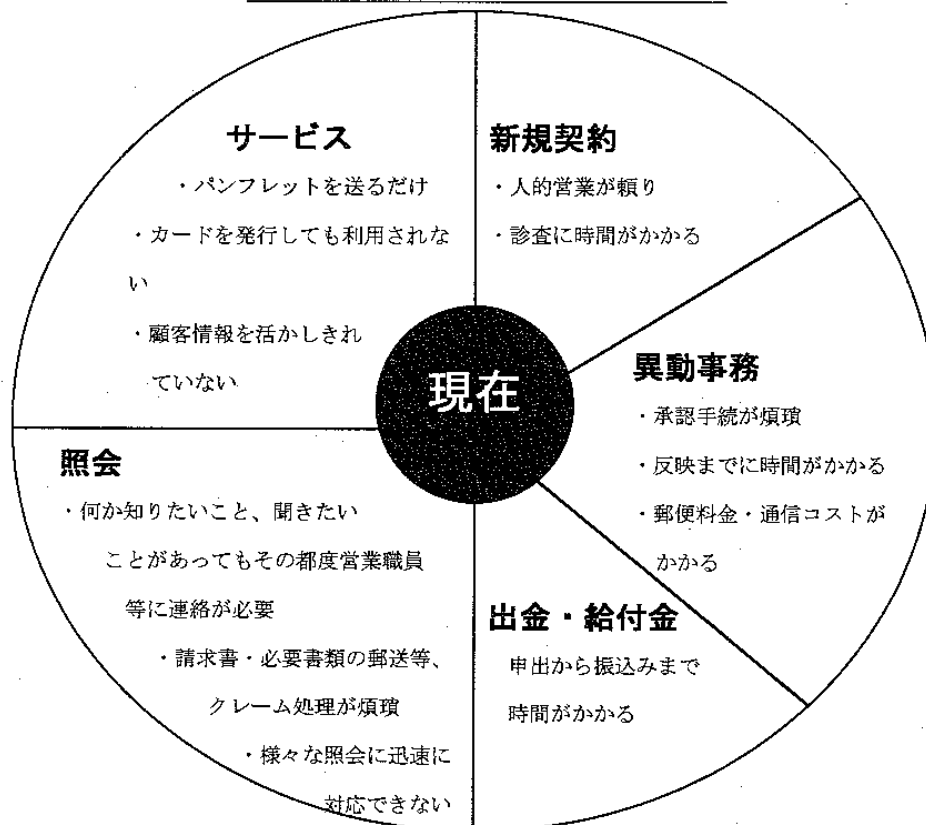 サービス
・パンフレットを送るだけ
・カードを発行しても利用されな
い
・顧客情報を活かしきれ
ていない
新規契約
・人的営業が頼り
・診査に時間がかかる
現在
異動事務
・承認手続が煩瑣
・反映までに時間がかかる
・郵便料金・通信コストが
かかる
照会
・何か知りたいこと、聞きたい
ことがあってもその都度営業職員
等に連絡が必要
・請求書・必要書類の郵送等、
クレーム処理が煩瑣
・様々な照会に迅速に
対応できない
出金・給付金
申出から振込みまで
時間がかかる